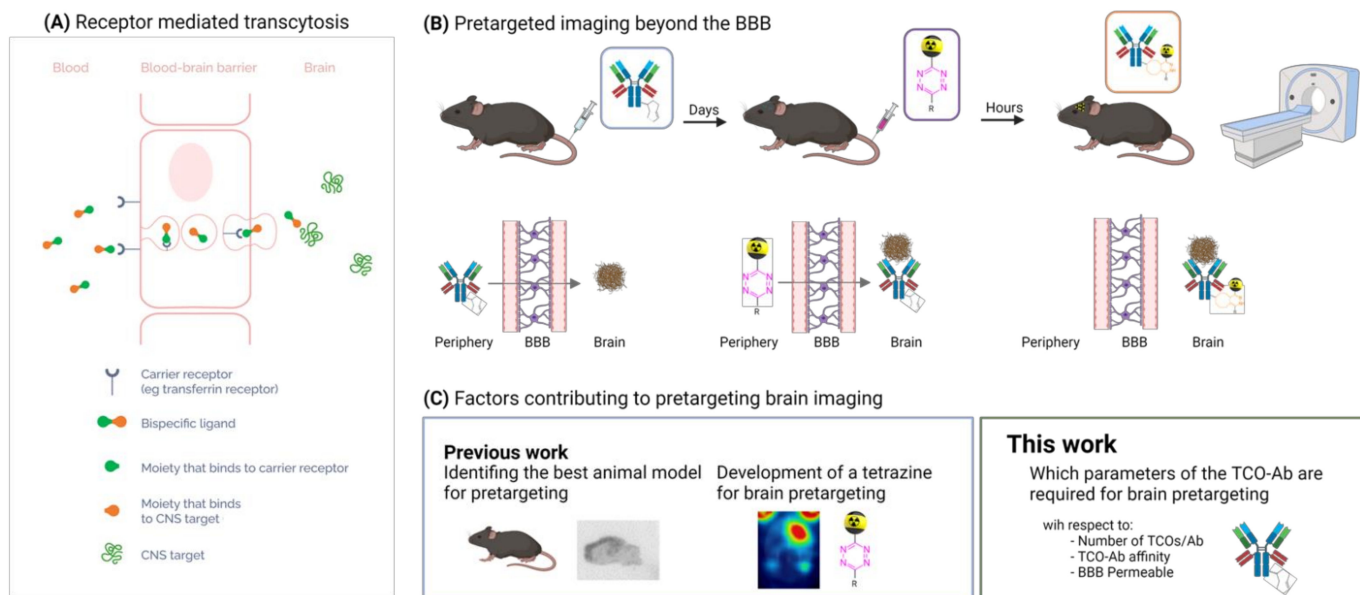 (A) Receptor mediated transcytosis
Blood
Blood-brain barrier
Brain
Carrier receptor
(eg transferrin receptor)
Bispecific ligand
Moiety that binds to carrier receptor
Moiety that binds
to CNS target
CNS target
(B) Pretargeted imaging beyond the BBB
Days
N N
N N
R
Hours
Periphery BBB Brain
N N
N N
R
Periphery BBB Brain
Periphery BBB Brain
(C) Factors contributing to pretargeting brain imaging
Previous work
Identifing the best animal model
for pretargeting
Development of a tetrazine
for brain pretargeting
N N
N N
R
This work
Which parameters of the TCO-Ab are
required for brain pretargeting
wih respect to:
- Number of TCOs/Ab
- TCO-Ab affinity
- BBB Permeable